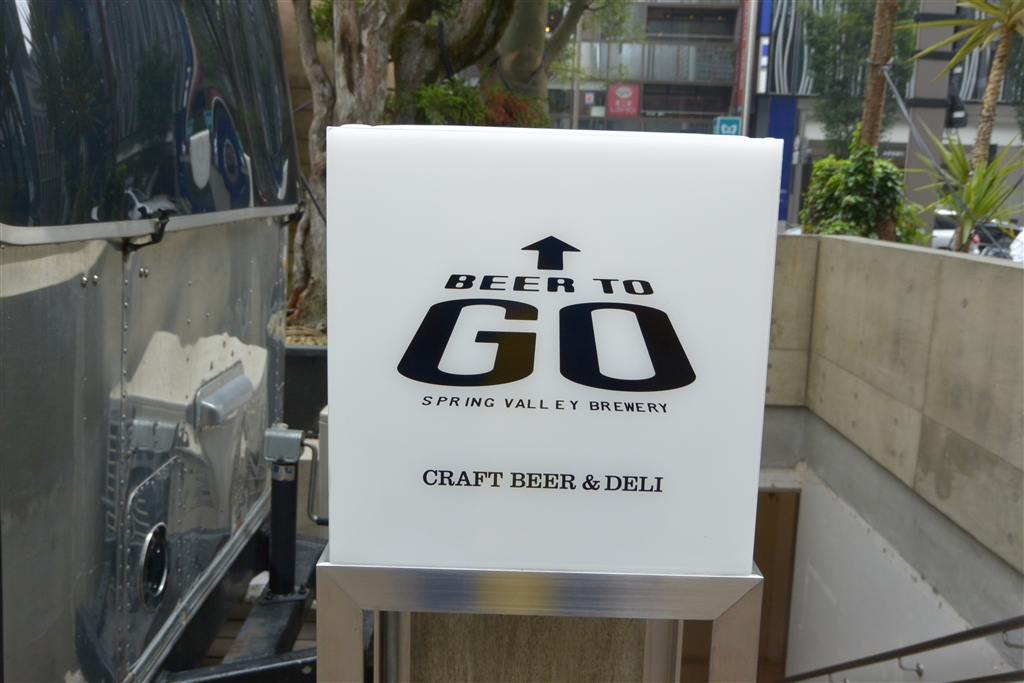 BEER TO
GO
SPRING VALLEY BREWERY
CRAFT BEER & DELI